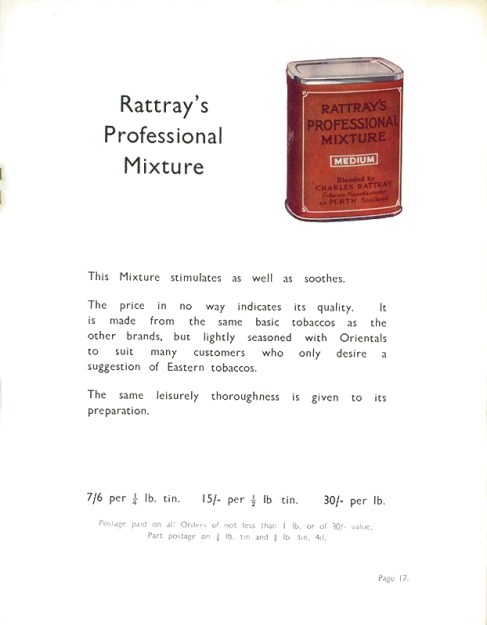 Rattray's
Professional
Mixture
RATTRAY'S
PROFESSIONAL
MIXTURE
MEDIUM
Blended by
CHARLES RATTRAY
Tobacco Manufacturer
at PERTH, Scotland
This Mixture stimulates as well as soothes.
The price in no way indicates its quality. It
is made from the same basic tobaccos as the
other brands, but lightly seasoned with Orientals
to suit many customers who only desire a
suggestion of Eastern tobaccos.
The same leisurely thoroughness is given to its
preparation.
7/6 per ¼ lb. tin. 15/- per ½ lb tin. 30/- per lb.
Postage paid on all Orders of not less than 1 lb. or of 30/- value.
Part postage on ¼ lb. tin and ½ lb. tin, 4d.
Page 17.